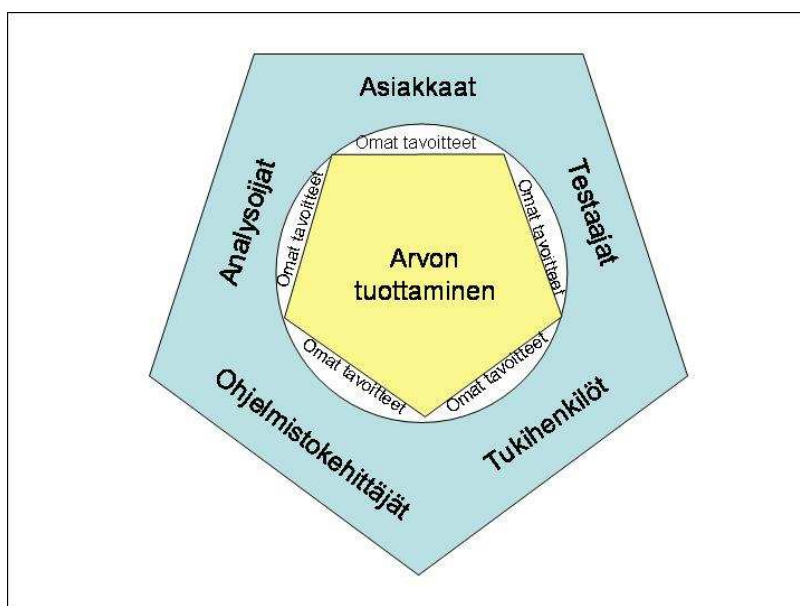 Asiakkaat
Omat tavoitteet
Analysoijat
Omat tavoitteet
Omat tavoitteet
Testaajat
Arvon
tuottaminen
Omat tavoitteet
Omat tavoitteet
Ohjelmistokehittäjät
Tukihenkilöt